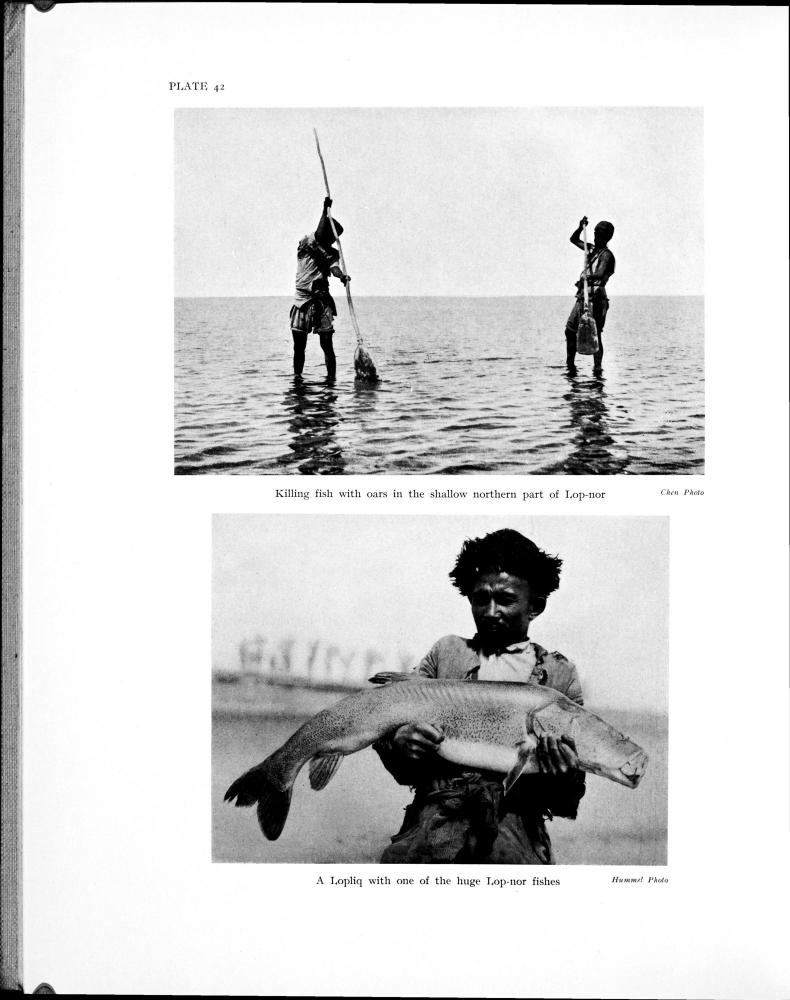 PLATE 42
Killing fish with oars in the shallow northern part of Lop-nor
Chen Photo
A Lopliq with one of the huge Lop-nor fishes
Hummel Photo